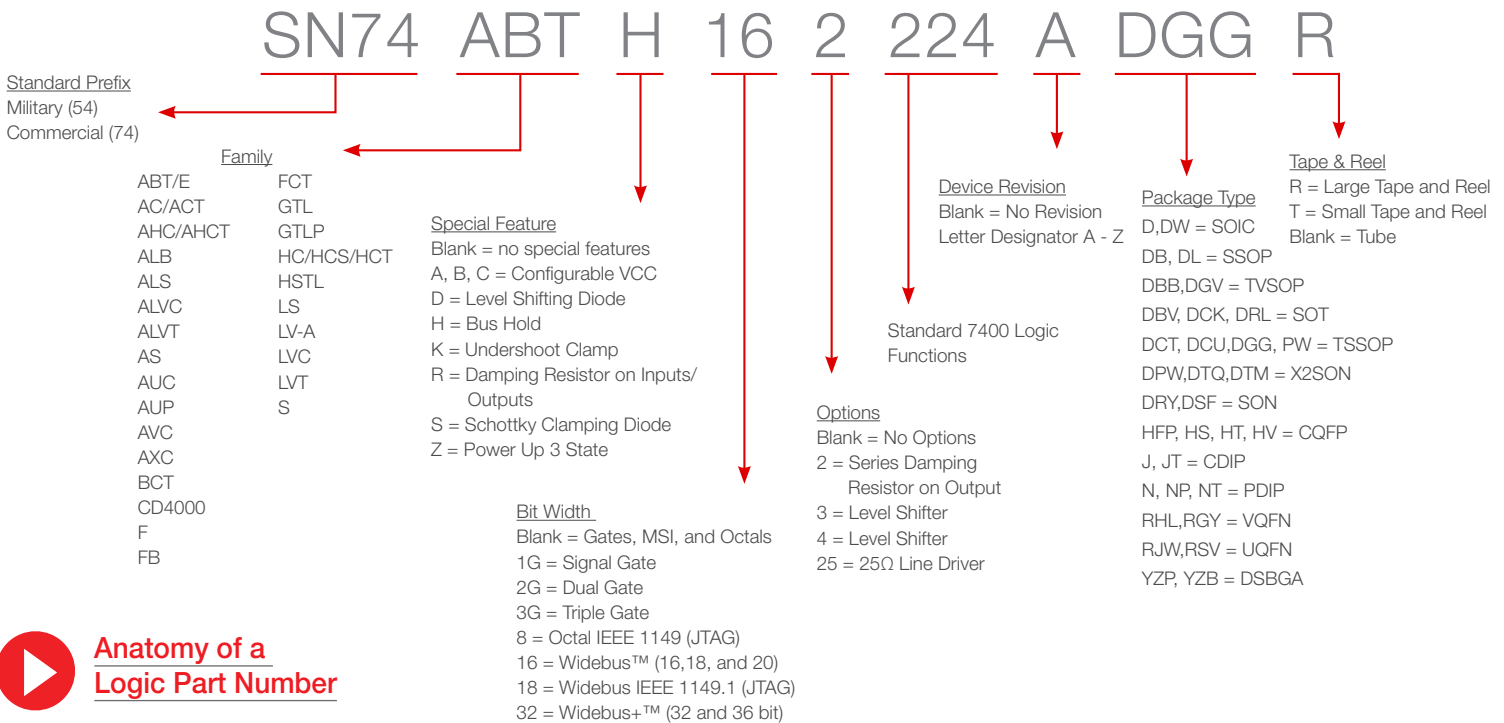 SN74 ABT H 16 2 224 A DGG R
Standard Prefix
Military (54)
Commercial (74)
Family
ABT/E
AC/ACT
AHC/AHCT
ALB
ALS
ALVC
ALVT
AS
AUC
AUP
AVC
AXC
BCT
CD4000
F
FB
FCT
GTL
GTLP
HC/HCS/HCT
HSTL
LS
LV-A
LVC
LVT
S
Special Feature
Blank = no special features
A, B, C = Configurable VCC
D = Level Shifting Diode
H = Bus Hold
K = Undershoot Clamp
R = Damping Resistor on Inputs/
Outputs
S = Schottky Clamping Diode
Z = Power Up 3 State
Bit Width
Blank = Gates, MSI, and Octals
1G = Signal Gate
2G = Dual Gate
3G = Triple Gate
8 = Octal IEEE 1149 (JTAG)
16 = Widebus™ (16,18, and 20)
18 = Widebus IEEE 1149.1 (JTAG)
32 = Widebus+™ (32 and 36 bit)
Options
Blank = No Options
2 = Series Damping
Resistor on Output
3 = Level Shifter
4 = Level Shifter
25 = 25Ω Line Driver
Standard 7400 Logic
Functions
Device Revision
Blank = No Revision
Letter Designator A - Z
Package Type
D,DW = SOIC
DB, DL = SSOP
DBB,DGV = TVSOP
DBV, DCK, DRL = SOT
DCT, DCU,DGG, PW = TSSOP
DPW,DTQ,DTM = X2SON
DRY,DSF = SON
HFP, HS, HT, HV = CQFP
J, JT = CDIP
N, NP, NT = PDIP
RHL,RGY = VQFN
RJW,RSV = UQFN
YZP, YZB = DSBGA
Tape & Reel
R = Large Tape and Reel
T = Small Tape and Reel
Blank = Tube
Anatomy of a
Logic Part Number